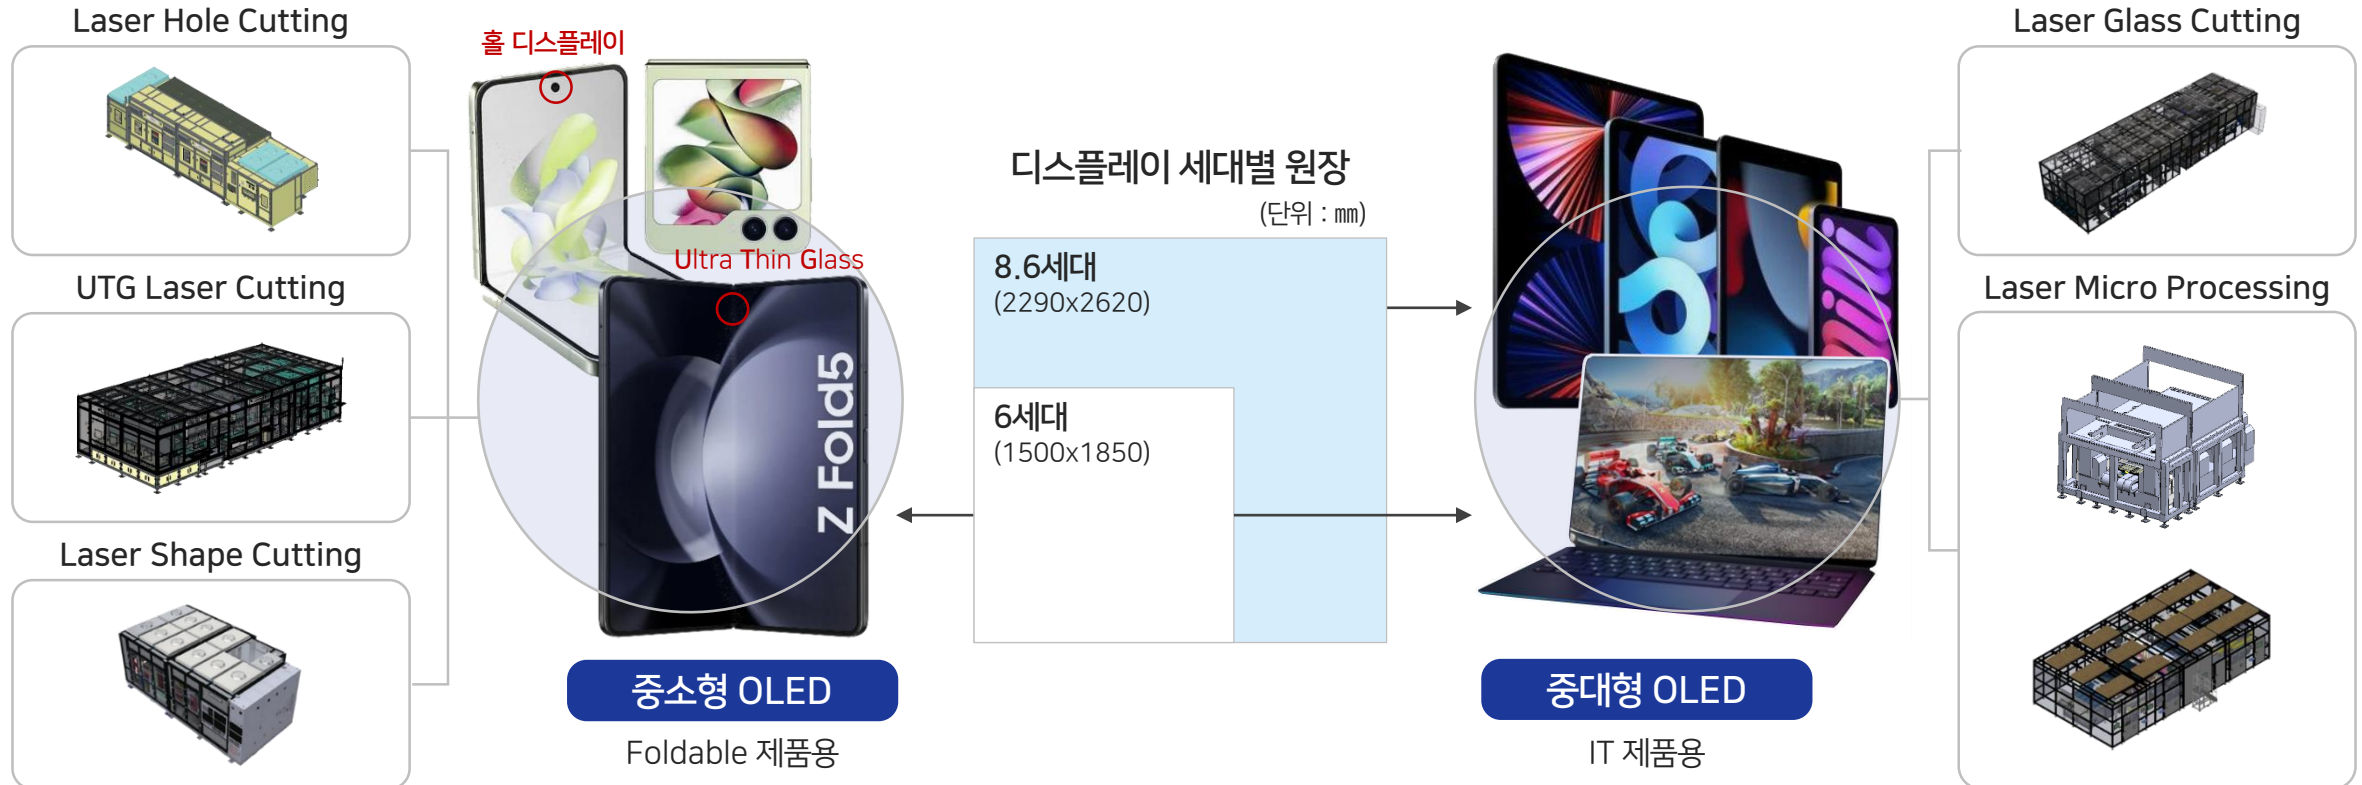 Laser Hole Cutting
UTG Laser Cutting
Laser Shape Cutting
홀 디스플레이
Ultra Thin Glass
Z Fold5
중소형 OLED
Foldable 제품용
디스플레이 세대별 원장
(단위 : ㎜)
8.6세대
(2290x2620)
6세대
(1500x1850)
중대형 OLED
IT 제품용
Laser Glass Cutting
Laser Micro Processing